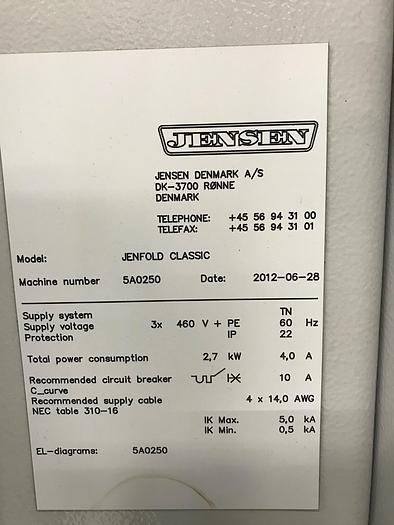 JENSEN
JENSEN DENMARK A/S
DK-3700 RØNNE
DENMARK
TELEPHONE: +45 56 94 31 00
TELEFAX: +45 56 94 31 01
Model: JENFOLD CLASSIC
Machine number 5A0250 Date: 2012-06-28
Supply system TN
Supply voltage 3x 460 V + PE 60 Hz
Protection IP 22
Total power consumption 2,7 kW 4,0 A
Recommended circuit breaker 10 A
C_curve
Recommended supply cable 4 x 14,0 AWG
NEC table 310-16
IK Max. 5,0 kA
IK Min. 0,5 kA
EL-diagrams: 5A0250